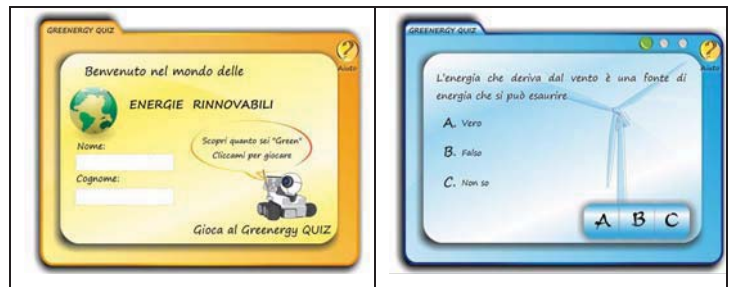 GREENERGY QUIZ
Aiuto
Benvenuto nel mondo delle
ENERGIE RINNOVABILI
Nome:
Scopri quanto sei "Green"
Cliccami per giocare
Cognome:
Gioca al Greenergy QUIZ
GREENERGY QUIZ
Aiuto
L'energia che deriva dal vento è una fonte di
energia che si può esaurire
A. Vero
B. Falso
C. Non so
A B C